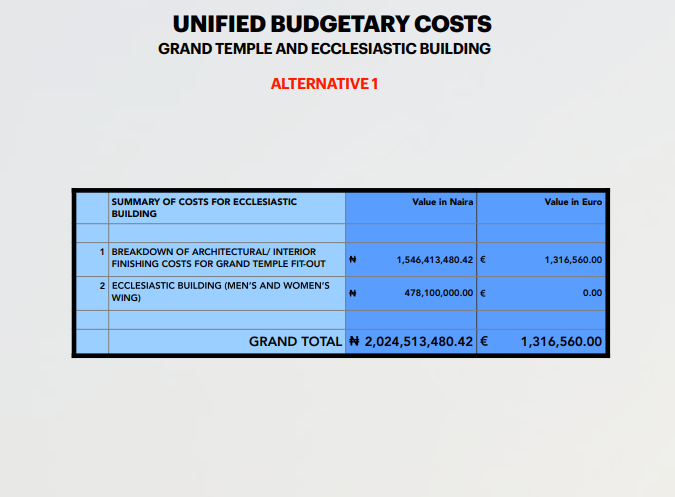 UNIFIED BUDGETARY COSTS
GRAND TEMPLE AND ECCLESIASTIC BUILDING
ALTERNATIVE 1
SUMMARY OF COSTS FOR ECCLESIASTIC BUILDING Value in Naira Value in Euro
1 BREAKDOWN OF ARCHITECTURAL/ INTERIOR FINISHING COSTS FOR GRAND TEMPLE FIT-OUT ₦ 1,546,413,480.42 € 1,316,560.00
2 ECCLESIASTIC BUILDING (MEN'S AND WOMEN'S WING) ₦ 478,100,000.00 € 0.00
GRAND TOTAL ₦ 2,024,513,480.42 € 1,316,560.00